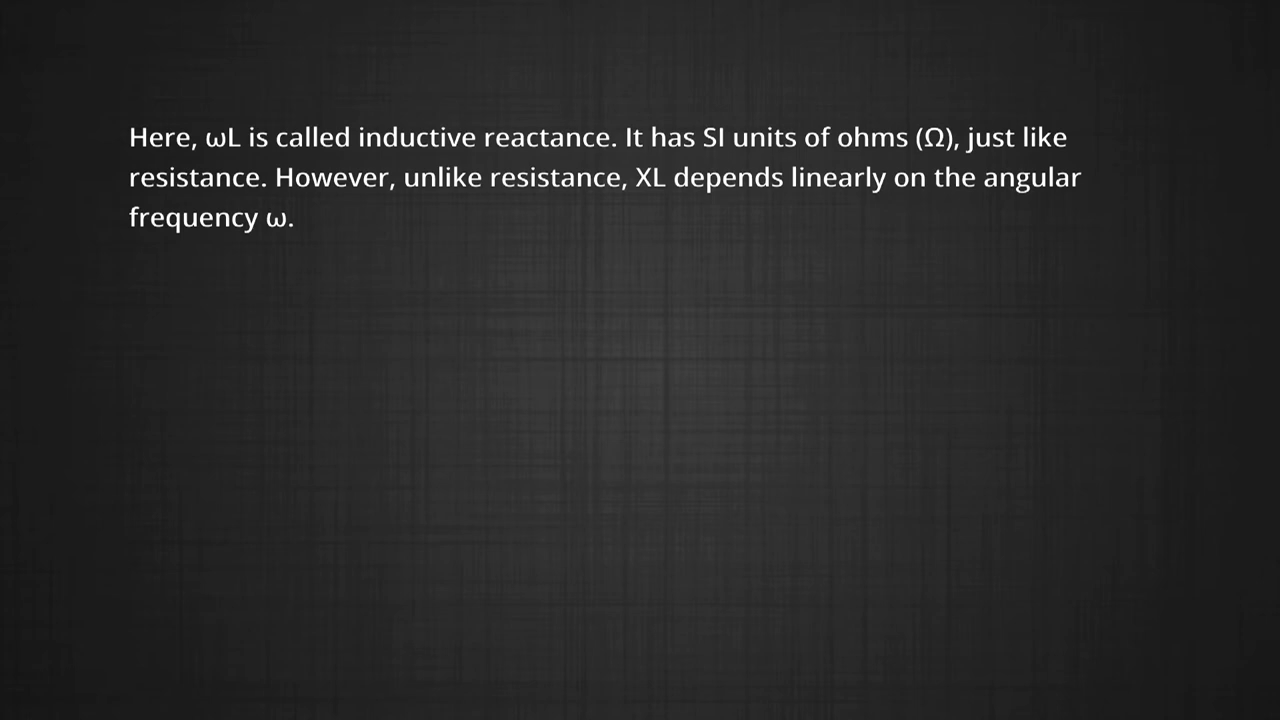 Here, ωL is called inductive reactance. It has SI units of ohms (Ω), just like
resistance. However, unlike resistance, XL depends linearly on the angular
frequency ω.